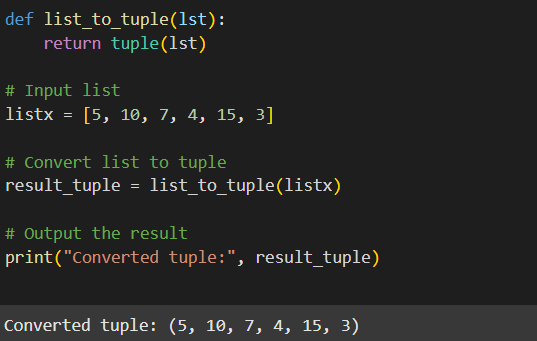 def list_to_tuple(lst):
    return tuple(lst)
# Input list
listx = [5, 10, 7, 4, 15, 3]
# Convert list to tuple
result_tuple = list_to_tuple(listx)
# Output the result
print("Converted tuple:", result_tuple)
Converted tuple: (5, 10, 7, 4, 15, 3)